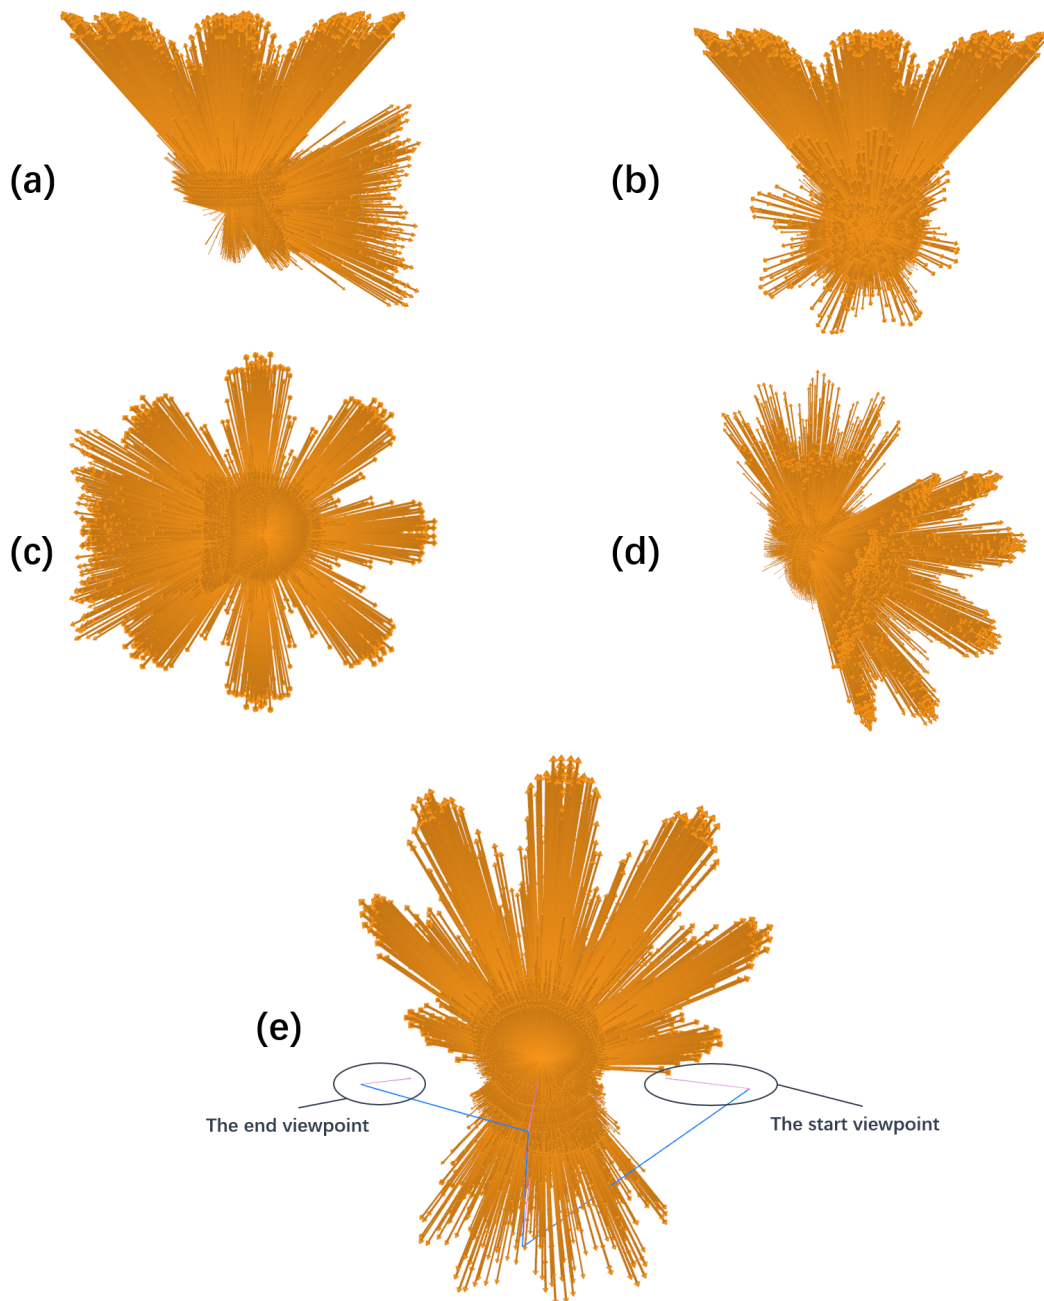 (a)
(b)
(c)
(d)
(e)
The end viewpoint
The start viewpoint